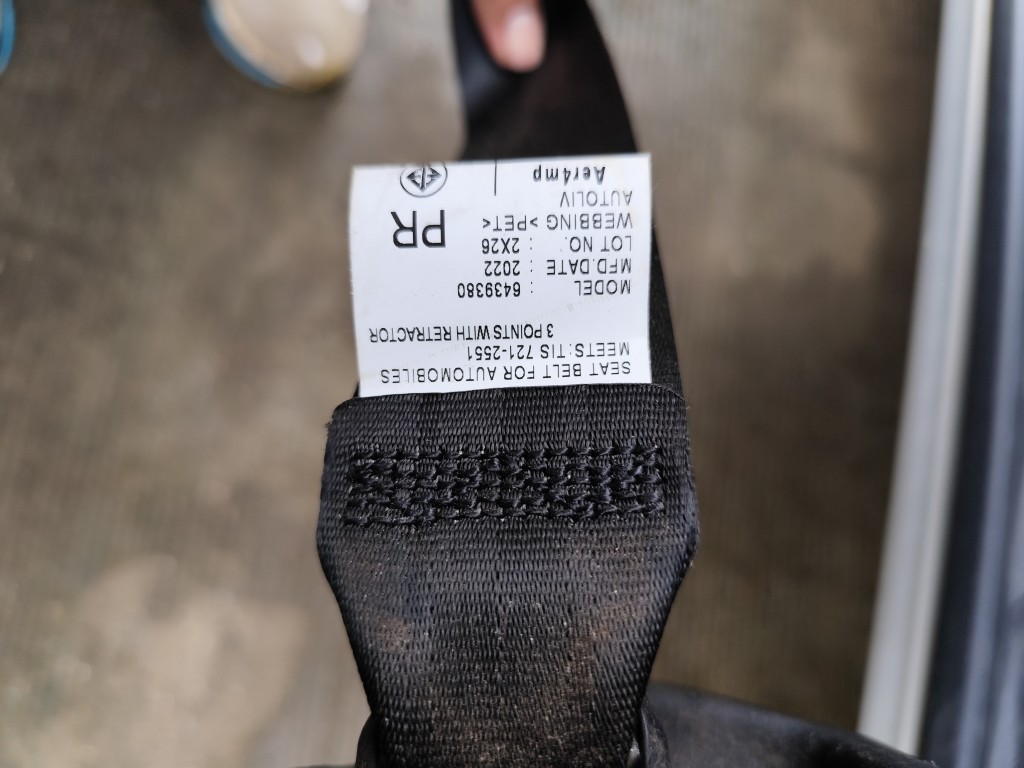 SEAT BELT FOR AUTOMOBILES
MEETS:TIS 721-2551
3 POINTS WITH RETRACTOR
MODEL : 6439380
MFD.DATE : 2022
LOT NO. : 2X26
WEBBING >PET<
AUTOLIV
PR
Aer4mp